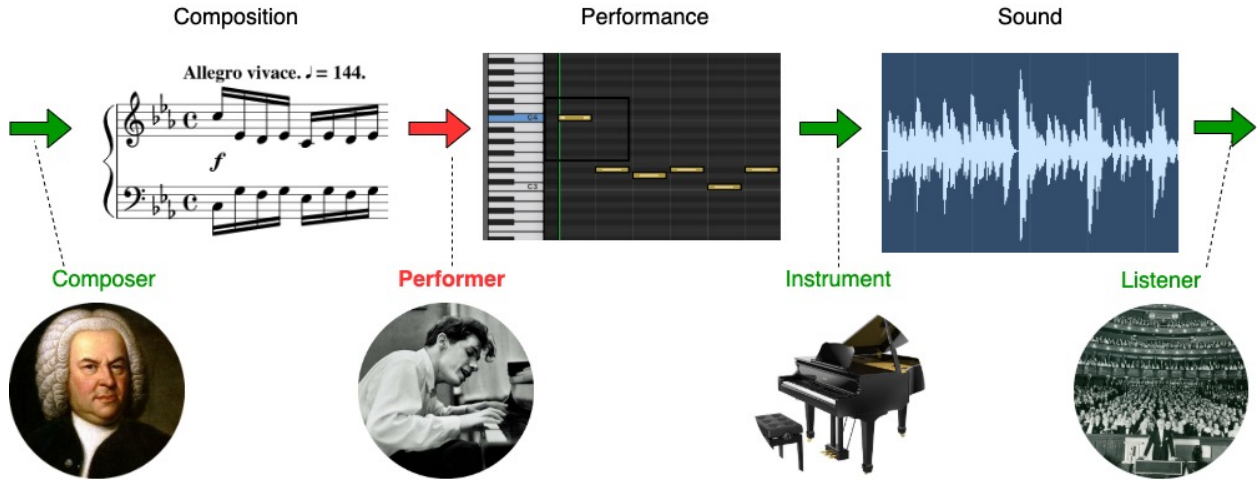 Composition
Performance
Sound
Allegro vivace. ♩ = 144.
f
C4
C3
Composer
Performer
Instrument
Listener